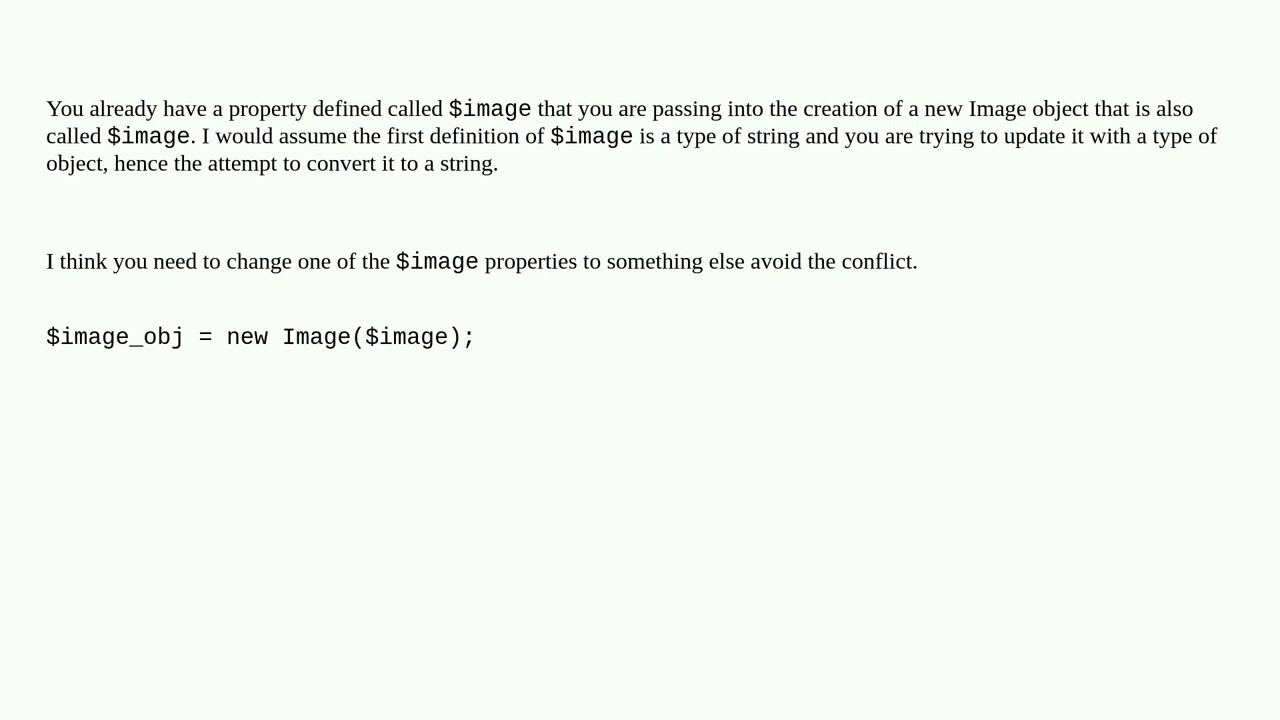 You already have a property defined called $image that you are passing into the creation of a new Image object that is also
called $image. I would assume the first definition of $image is a type of string and you are trying to update it with a type of
object, hence the attempt to convert it to a string.
I think you need to change one of the $image properties to something else avoid the conflict.
$image_obj = new Image($image);